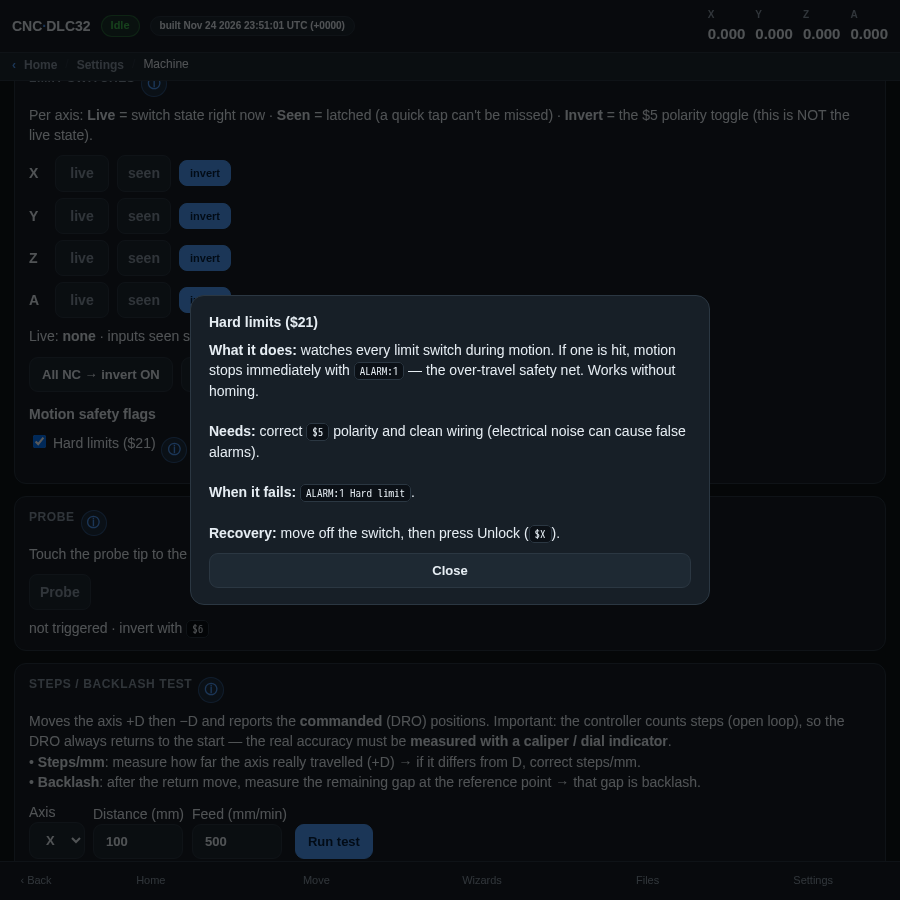 CNC·DLC32 Idle built Nov 24 2026 23:51:01 UTC (+0000)
X Y Z A
0.000 0.000 0.000 0.000
‹ Home Settings Machine
Per axis: Live = switch state right now · Seen = latched (a quick tap can't be missed) · Invert = the $5 polarity toggle (this is NOT the
live state).
X live seen invert
Y live seen invert
Z live seen invert
A live seen
Live: none · inputs seen
All NC → invert ON
Motion safety flags
Hard limits ($21) ⓘ
Hard limits ($21)
What it does: watches every limit switch during motion. If one is hit, motion
stops immediately with ALARM:1 — the over-travel safety net. Works without
homing.
Needs: correct $5 polarity and clean wiring (electrical noise can cause false
alarms).
When it fails: ALARM:1 Hard limit.
Recovery: move off the switch, then press Unlock ($X).
Close
PROBE ⓘ
Touch the probe tip to the
Probe
not triggered · invert with $6
STEPS / BACKLASH TEST ⓘ
Moves the axis +D then −D and reports the commanded (DRO) positions. Important: the controller counts steps (open loop), so the
DRO always returns to the start — the real accuracy must be measured with a caliper / dial indicator.
• Steps/mm: measure how far the axis really travelled (+D) → if it differs from D, correct steps/mm.
• Backlash: after the return move, measure the remaining gap at the reference point → that gap is backlash.
Axis Distance (mm) Feed (mm/min)
X 100 500 Run test
‹ Back Home Move Wizards Files Settings